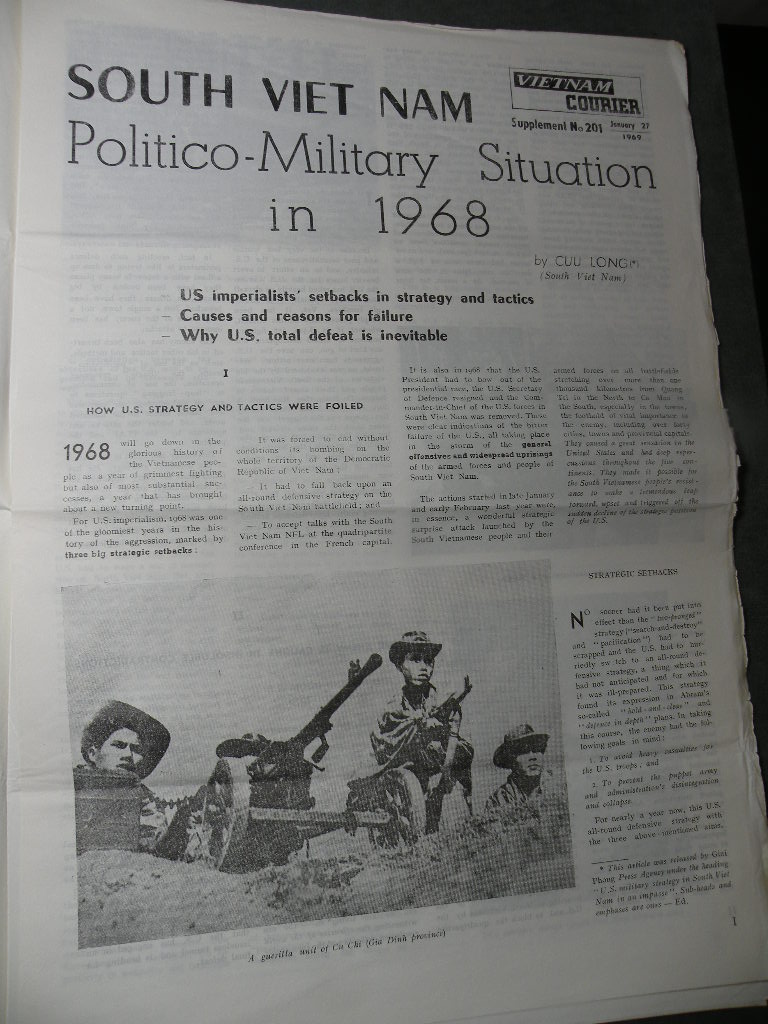 SOUTH VIET NAM
VIETNAM
COURIER
Supplement No 201 January 27
1969
Politico-Military Situation
in 1968
by CUU LONG(*)
(South Viet Nam)
US imperialists' setbacks in strategy and tactics
– Causes and reasons for failure
– Why U.S. total defeat is inevitable
I
HOW U.S. STRATEGY AND TACTICS WERE FOILED
1968 will go down in the
glorious history of
the Vietnamese peo-
ple as a year of grimmest fighting
but also of most substantial suc-
cesses, a year that has brought
about a new turning point.
For U.S. imperialism, 1968 was one
of the gloomiest years in the his-
tory of the aggression, marked by
three big strategic setbacks :
It was forced to end without
conditions its bombing on the
whole territory of the Democratic
Republic of Viet Nam ;
It had to fall back upon an
all-round defensive strategy on the
South Viet Nam battlefield ; and
– To accept talks with the South
Viet Nam NFL at the quadripartite
conference in the French capital.
It is also in 1968 that the U.S.
President had to bow out of the
presidential race, the U.S. Secretary
of Defence resigned and the Com-
mander-in-Chief of the U.S. forces in
South Viet Nam was removed. These
were clear indications of the bitter
failure of the U.S., all taking place
in the storm of the general
offensives and widespread uprisings
of the armed forces and people of
South Viet Nam.
The actions started in late January
and early February last year were,
in essence, a wonderful strategic
surprise attack launched by the
South Vietnamese people and their
armed forces on all battlefields
stretching over more than one
thousand kilometers from Quang
Tri in the North to Ca Mau in
the South, especially in the towns,
the foothold of vital importance to
the enemy, including over forty
cities, towns and provincial capitals.
They caused a great sensation in the
United States and had deep reper-
cussions throughout the five con-
tinents. They made it possible for
the South Vietnamese people's resist-
ance to make a tremendous leap
forward, upset and triggered off the
sudden decline of the strategic position
of the U.S.
STRATEGIC SETBACKS
NO sooner had it been put into
effect than the "two-pronged"
strategy ("search-and-destroy"
and "pacification") had to be
scrapped and the U.S. had to hur-
riedly switch to an all-round de-
fensive strategy, a thing which it
had not anticipated and for which
it was ill-prepared. This strategy
found its expression in Abram's
so-called "hold-and-clear" and
"defence in depth" plans. In taking
this course, the enemy had the fol-
lowing goals in mind :
1. To avoid heavy casualties for
the U.S. troops ; and
2. To prevent the puppet army
and administration's disintegration
and collapse.
For nearly a year now, this U.S.
all-round defensive strategy with
the three above mentioned aims,
* This article was released by Giai
Phong Press Agency under the heading
"U.S. military strategy in South Viet
Nam in an impasse". Sub-heads and
emphases are ours — Ed.
A guerilla unit of Cu Chi (Gia Dinh province)
1